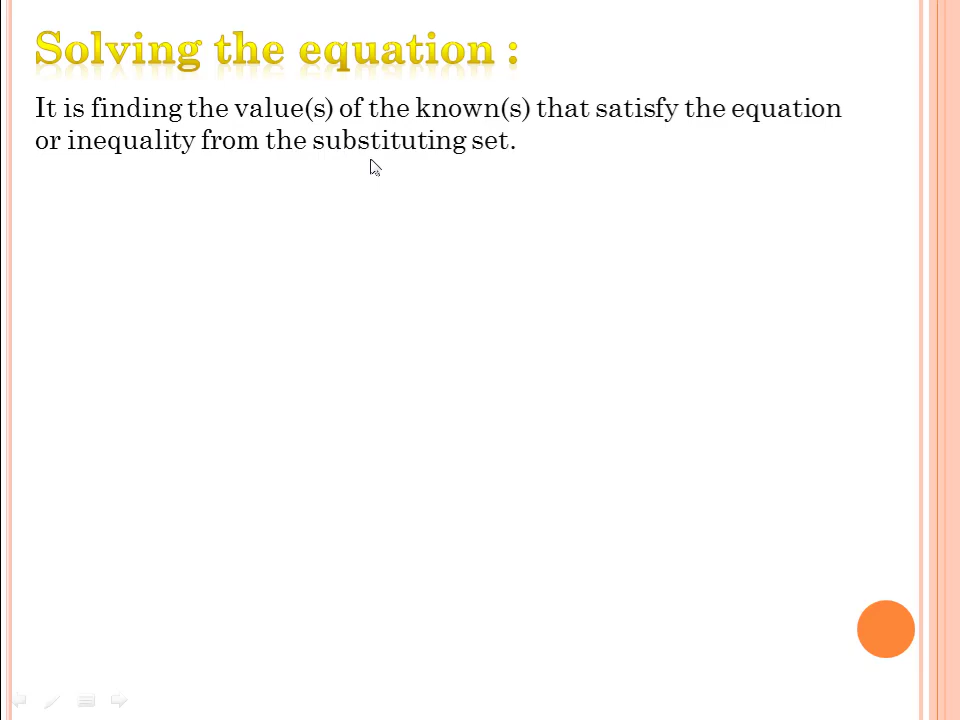 Solving the equation :
It is finding the value(s) of the known(s) that satisfy the equation
or inequality from the substituting set.